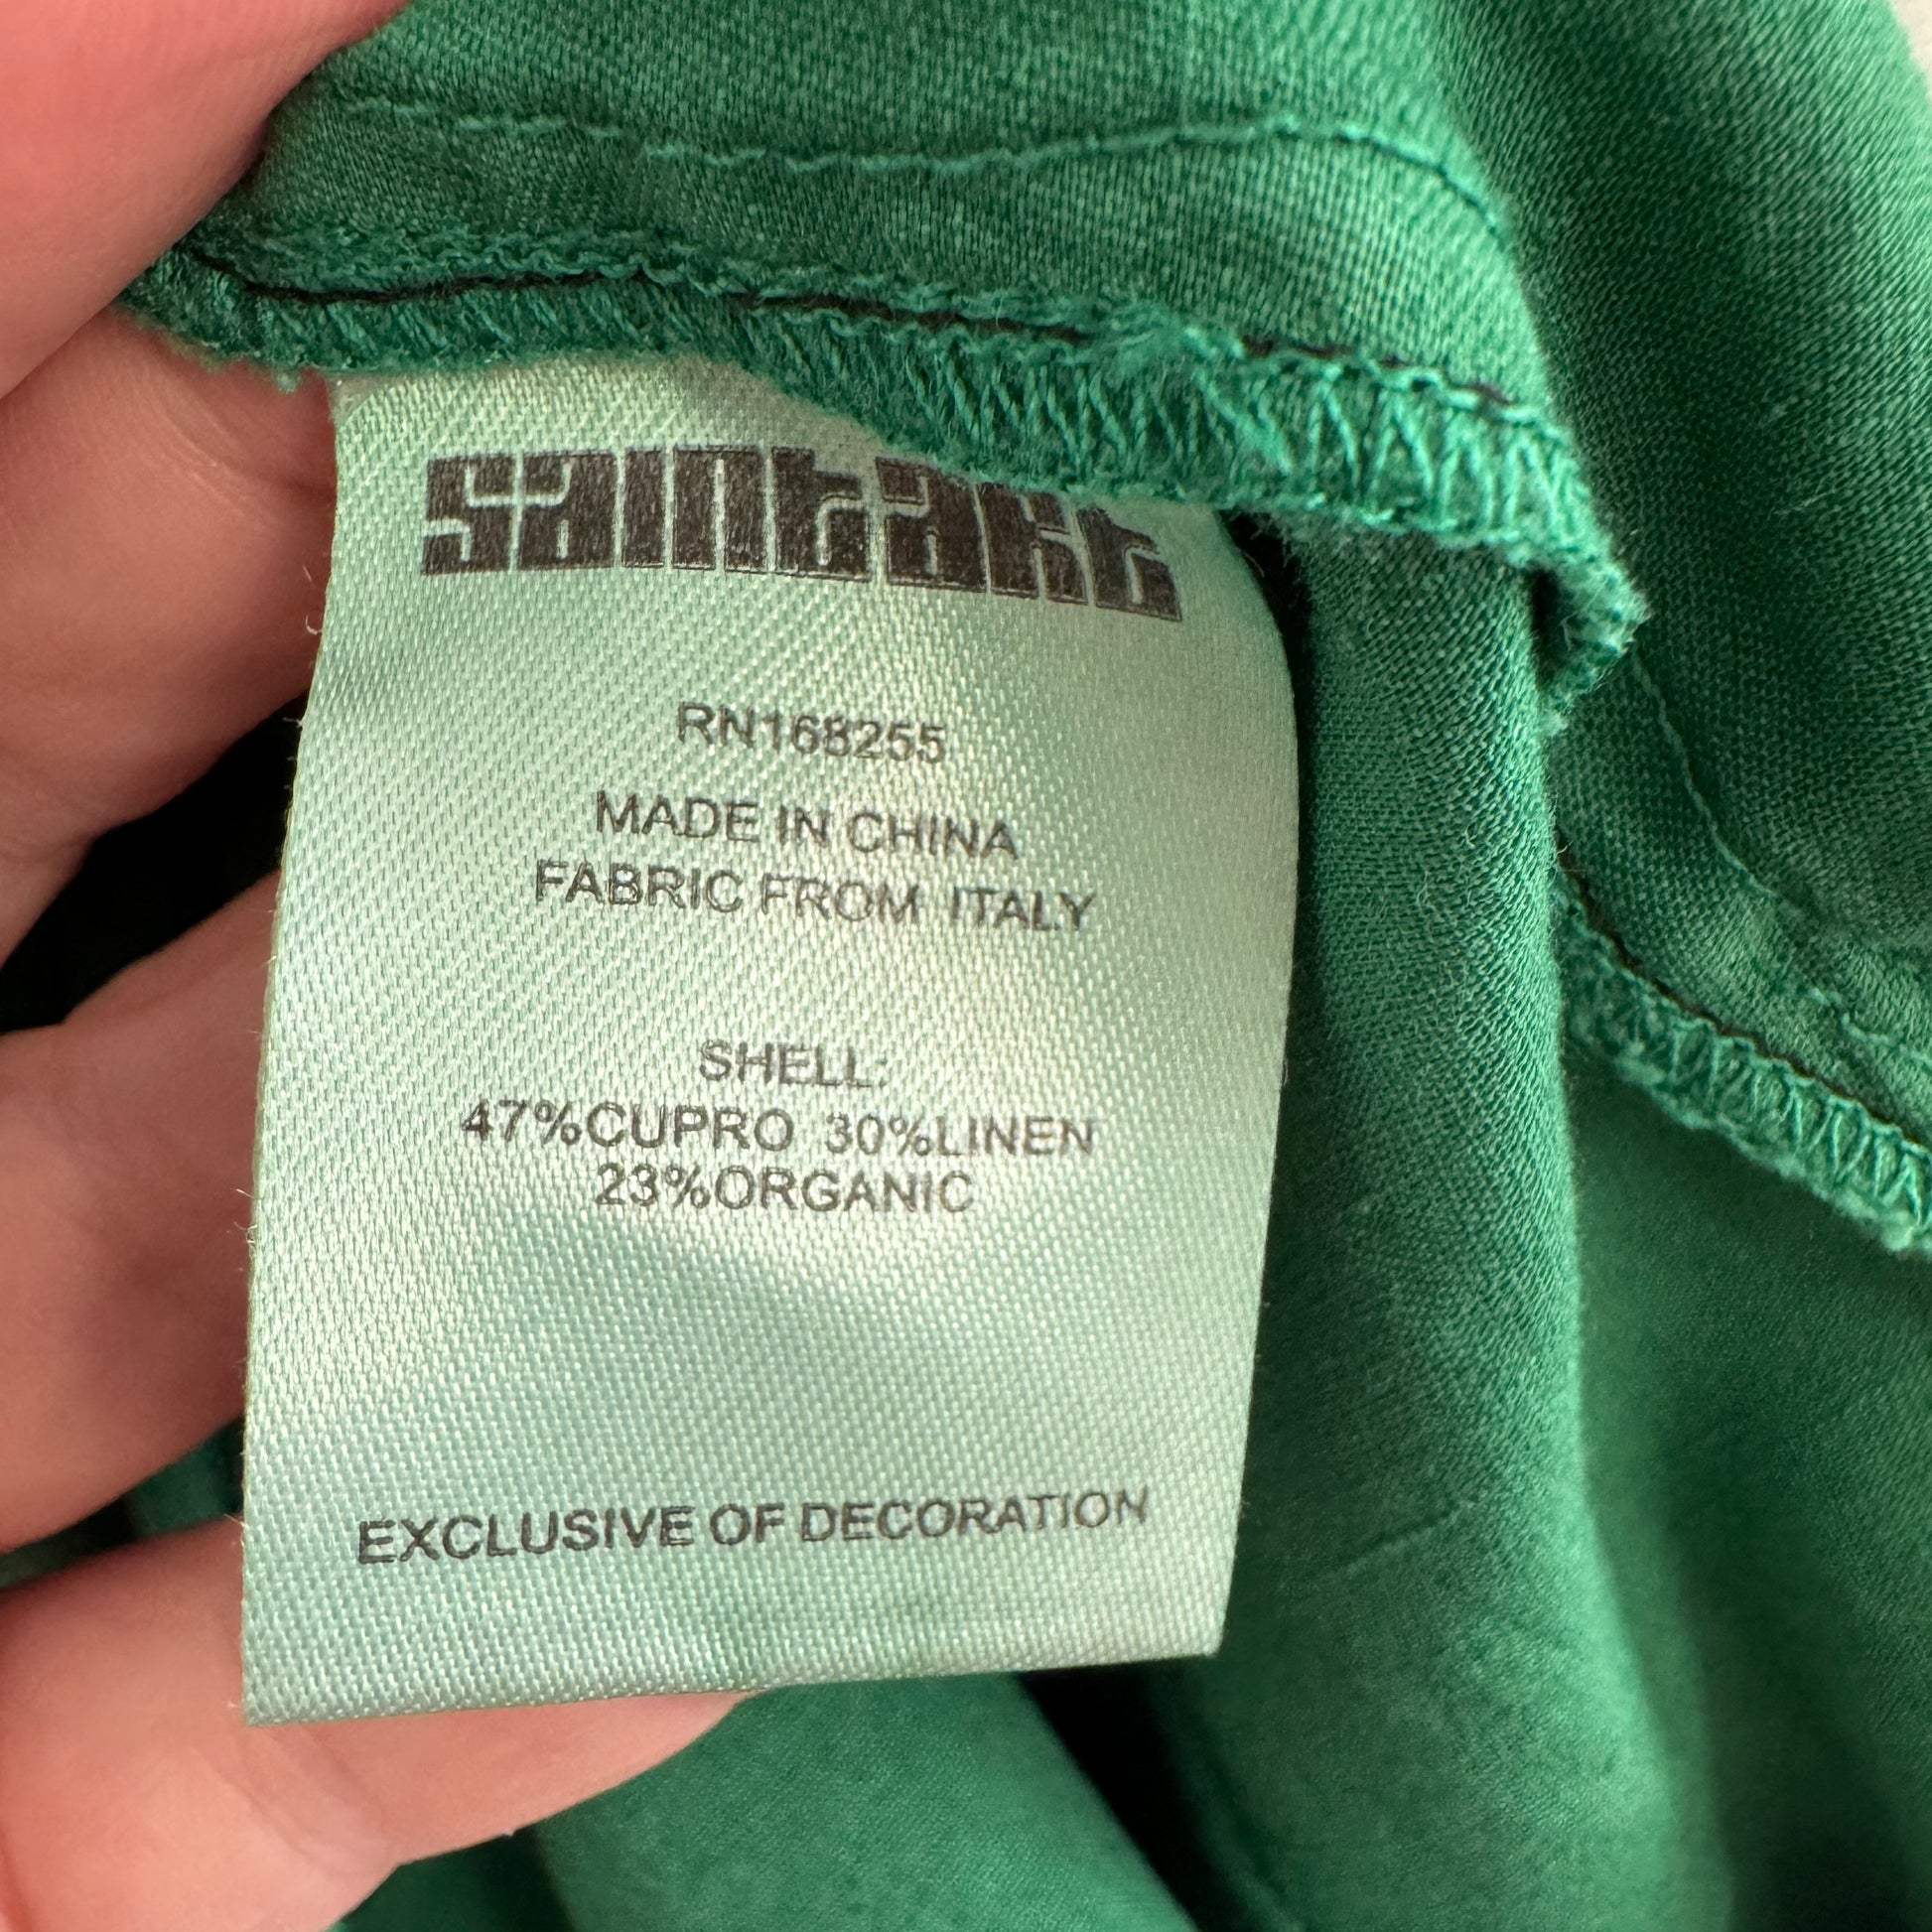 saintart
RN168255
MADE IN CHINA
FABRIC FROM ITALY
SHELL:
47%CUPRO 30%LINEN
23%ORGANIC
EXCLUSIVE OF DECORATION